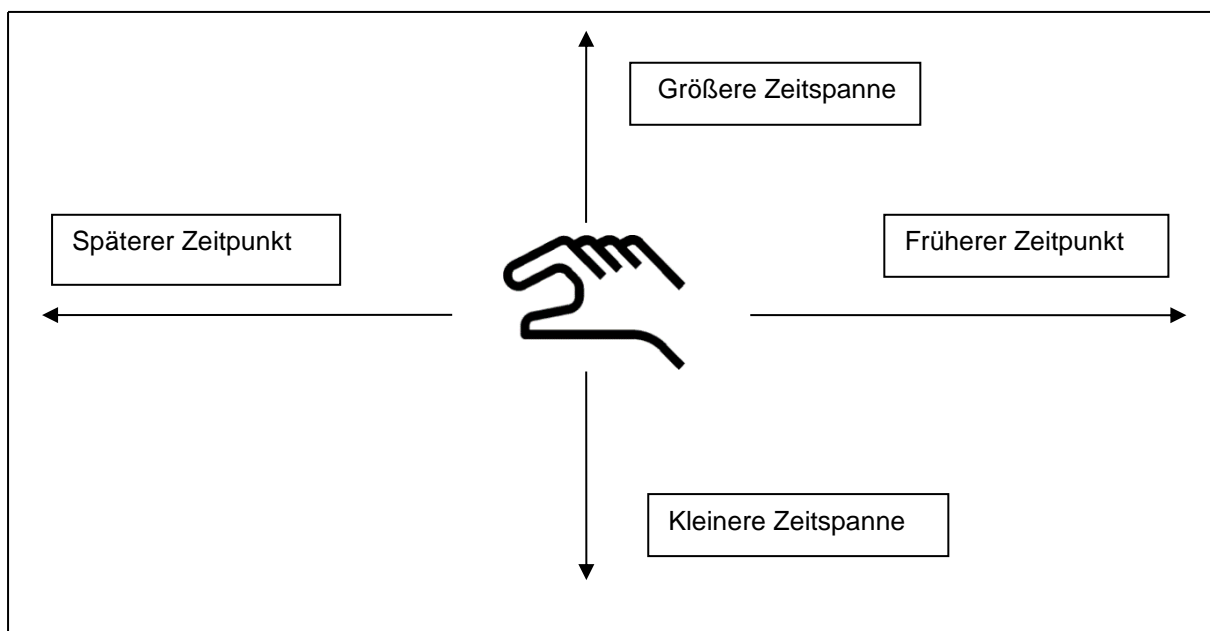 Größere Zeitspanne
Späterer Zeitpunkt
Früherer Zeitpunkt
Kleinere Zeitspanne